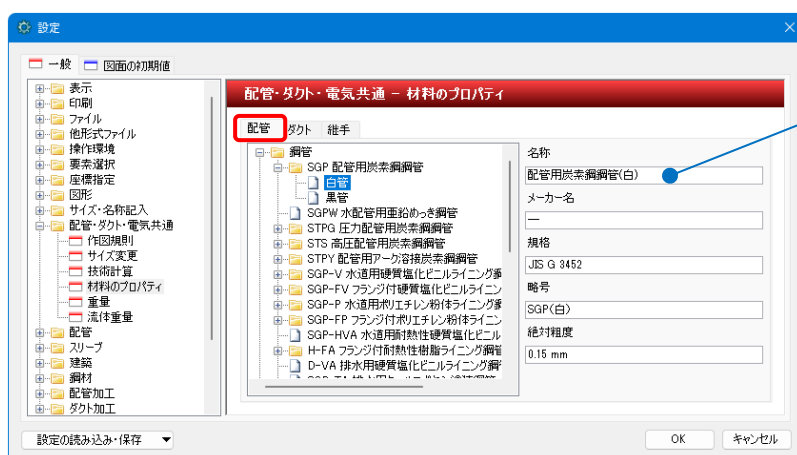 設定
一般
図面の初期値
表示
印刷
ファイル
他形式ファイル
操作環境
要素選択
座標指定
図形
サイズ・名称記入
配管・ダクト・電気共通
作図規則
サイズ変更
技術計算
材料のプロパティ
重量
流体重量
配管
スリーブ
建築
鋼材
配管加工
ダクト加工
配管・ダクト・電気共通 − 材料のプロパティ
配管
ダクト
継手
鋼管
SGP 配管用炭素鋼鋼管
白管
黒管
SGPW 水配管用亜鉛めっき鋼管
STPG 圧力配管用炭素鋼鋼管
STS 高圧配管用炭素鋼鋼管
STPY 配管用アーク溶接炭素鋼鋼管
SGP-V 水道用硬質塩化ビニルライニング鋼
SGP-FV フランジ付硬質塩化ビニルライニン
SGP-P 水道用ポリエチレン粉体ライニング鋼
SGP-FP フランジ付ポリエチレン粉体ライニン
SGP-HVA 水道用耐熱性硬質塩化ビニル
H-FA フランジ付耐熱性樹脂ライニング鋼管
D-VA 排水用硬質塩化ビニルライニング鋼
名称
配管用炭素鋼鋼管(白)
メーカー名
―
規格
JIS G 3452
略号
SGP(白)
絶対粗度
0.15 mm
設定の読み込み・保存
OK
キャンセル